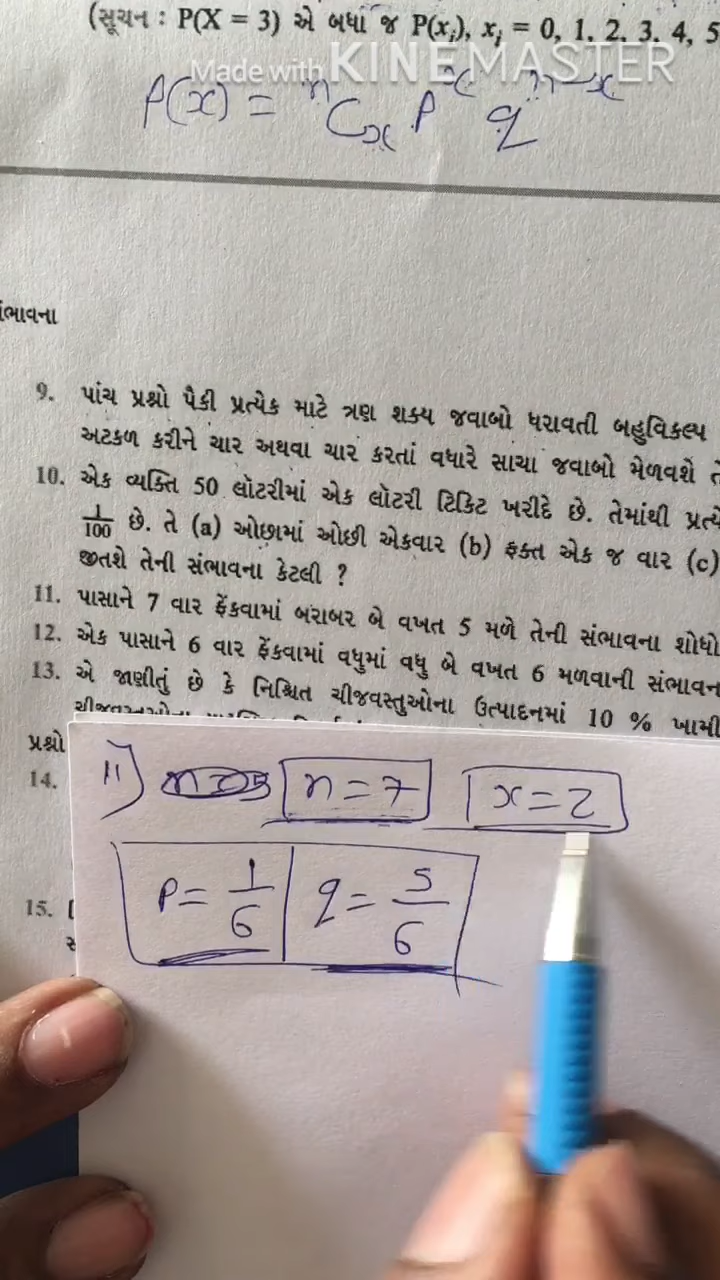 (સૂચન : P(X = 3) એ બધા જ P(xᵢ), xᵢ = 0, 1, 2, 3, 4, 5
Made with KINEMASTER
P(x) = ⁿCₓ pˣ qⁿ⁻ˣ
ંભાવના
9. પાંચ પ્રશ્નો પૈકી પ્રત્યેક માટે ત્રણ શક્ય જવાબો ધરાવતી બહુવિકલ્પ
અટકળ કરીને ચાર અથવા ચાર કરતાં વધારે સાચા જવાબો મેળવશે તે
10. એક વ્યક્તિ 50 લૉટરીમાં એક લૉટરી ટિકિટ ખરીદે છે. તેમાંથી પ્રત્યે
1/100 છે. તે (a) ઓછામાં ઓછી એકવાર (b) ફક્ત એક જ વાર (c)
જીતશે તેની સંભાવના કેટલી ?
11. પાસાને 7 વાર ફેંકવામાં બરાબર બે વખત 5 મળે તેની સંભાવના શોધો
12. એક પાસાને 6 વાર ફેંકવામાં વધુમાં વધુ બે વખત 6 મળવાની સંભાવન
13. એ જાણીતું છે કે નિશ્ચિત ચીજવસ્તુઓના ઉત્પાદનમાં 10 % ખામી
પ્રશ્નો
14.
15.
11) n = 7 x = 2
p = 1/6 q = 5/6